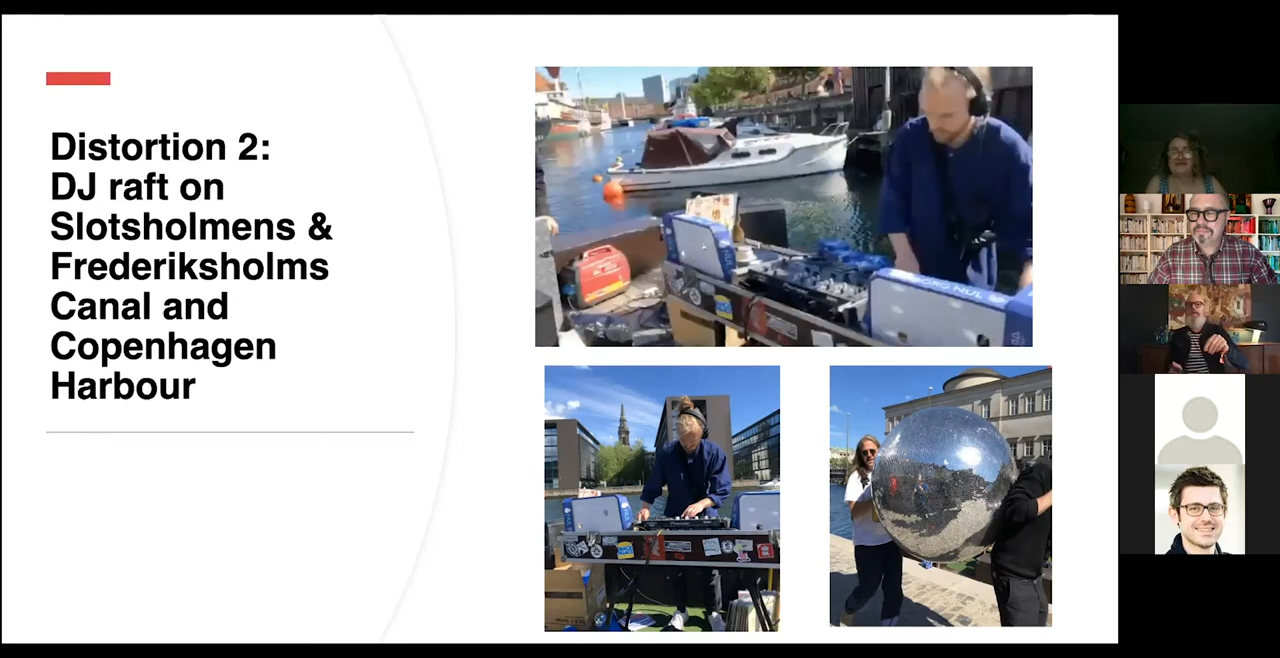 Distortion 2:
DJ raft on
Slotsholmens &
Frederiksholms
Canal and
Copenhagen
Harbour